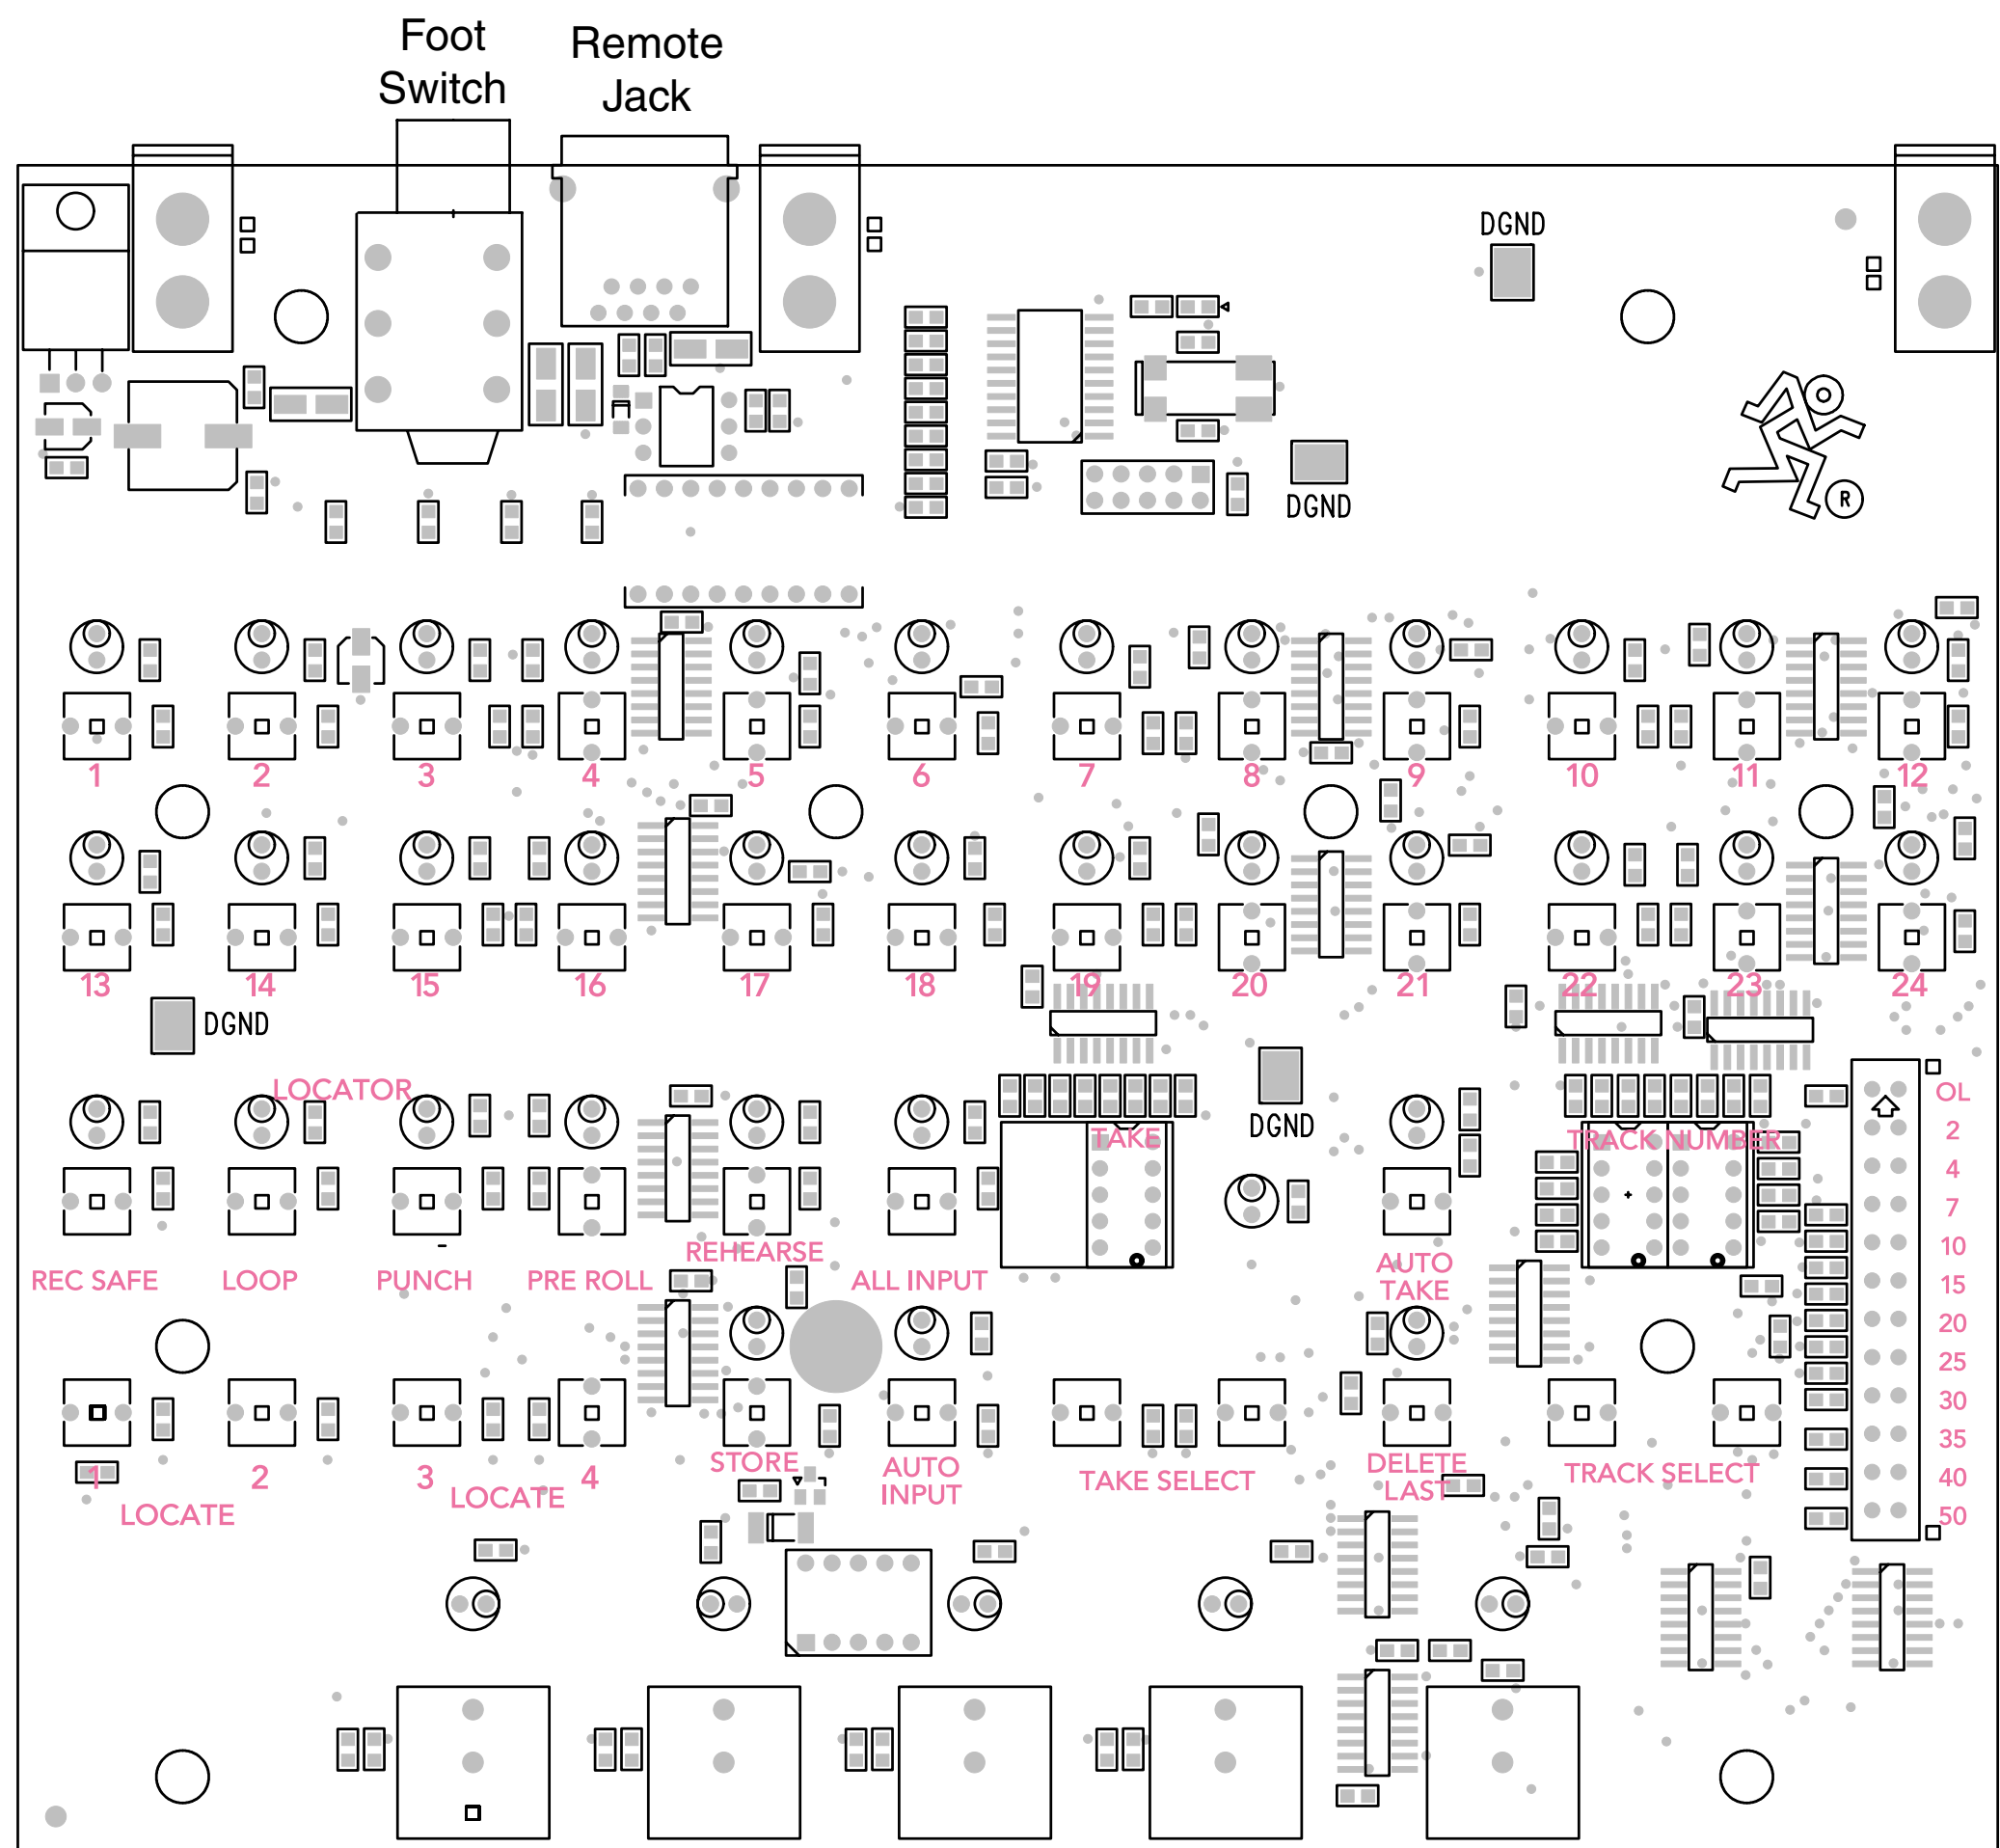 Foot
Switch
Remote
Jack
DGND
DGND
R
1 2 3 4 5 6 7 8 9 10 11 12
13 14 15 16 17 18 19 20 21 22 23 24
DGND
LOCATOR
OL
DGND
TAKE
TRACK NUMBER
2
4
7
10
15
20
25
30
35
40
50
REC SAFE
LOOP
PUNCH
PRE ROLL
REHEARSE
ALL INPUT
AUTO
TAKE
1 2 3 4
LOCATE
LOCATE
STORE
AUTO
INPUT
TAKE SELECT
DELETE
LAST
TRACK SELECT